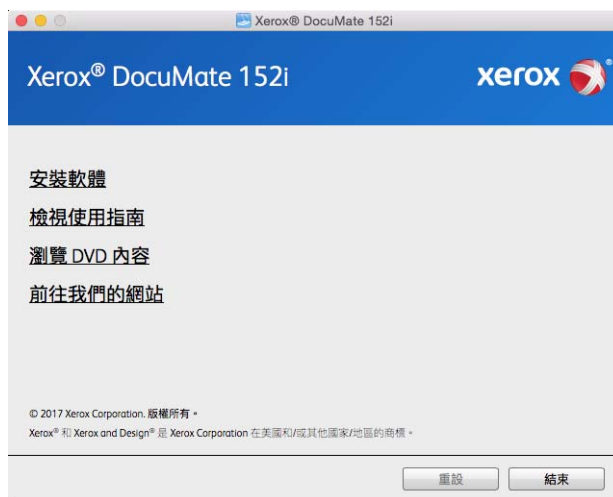 Xerox® DocuMate 152i
Xerox® DocuMate 152i
xerox®
安裝軟體
檢視使用指南
瀏覽 DVD 內容
前往我們的網站
© 2017 Xerox Corporation. 版權所有。
Xerox® 和 Xerox and Design® 是 Xerox Corporation 在美國和/或其他國家/地區的商標。
重設
結束